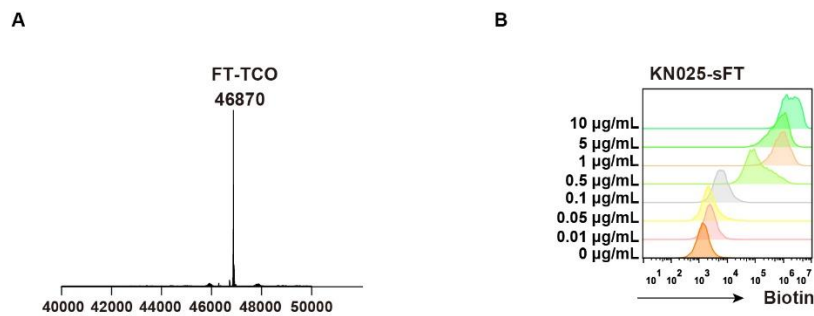 A
FT-TCO
46870
40000 42000 44000 46000 48000 50000
B
KN025-sFT
10 μg/mL
5 μg/mL
1 μg/mL
0.5 μg/mL
0.1 μg/mL
0.05 μg/mL
0.01 μg/mL
0 μg/mL
10¹ 10² 10³ 10⁴ 10⁵ 10⁶ 10⁷
Biotin